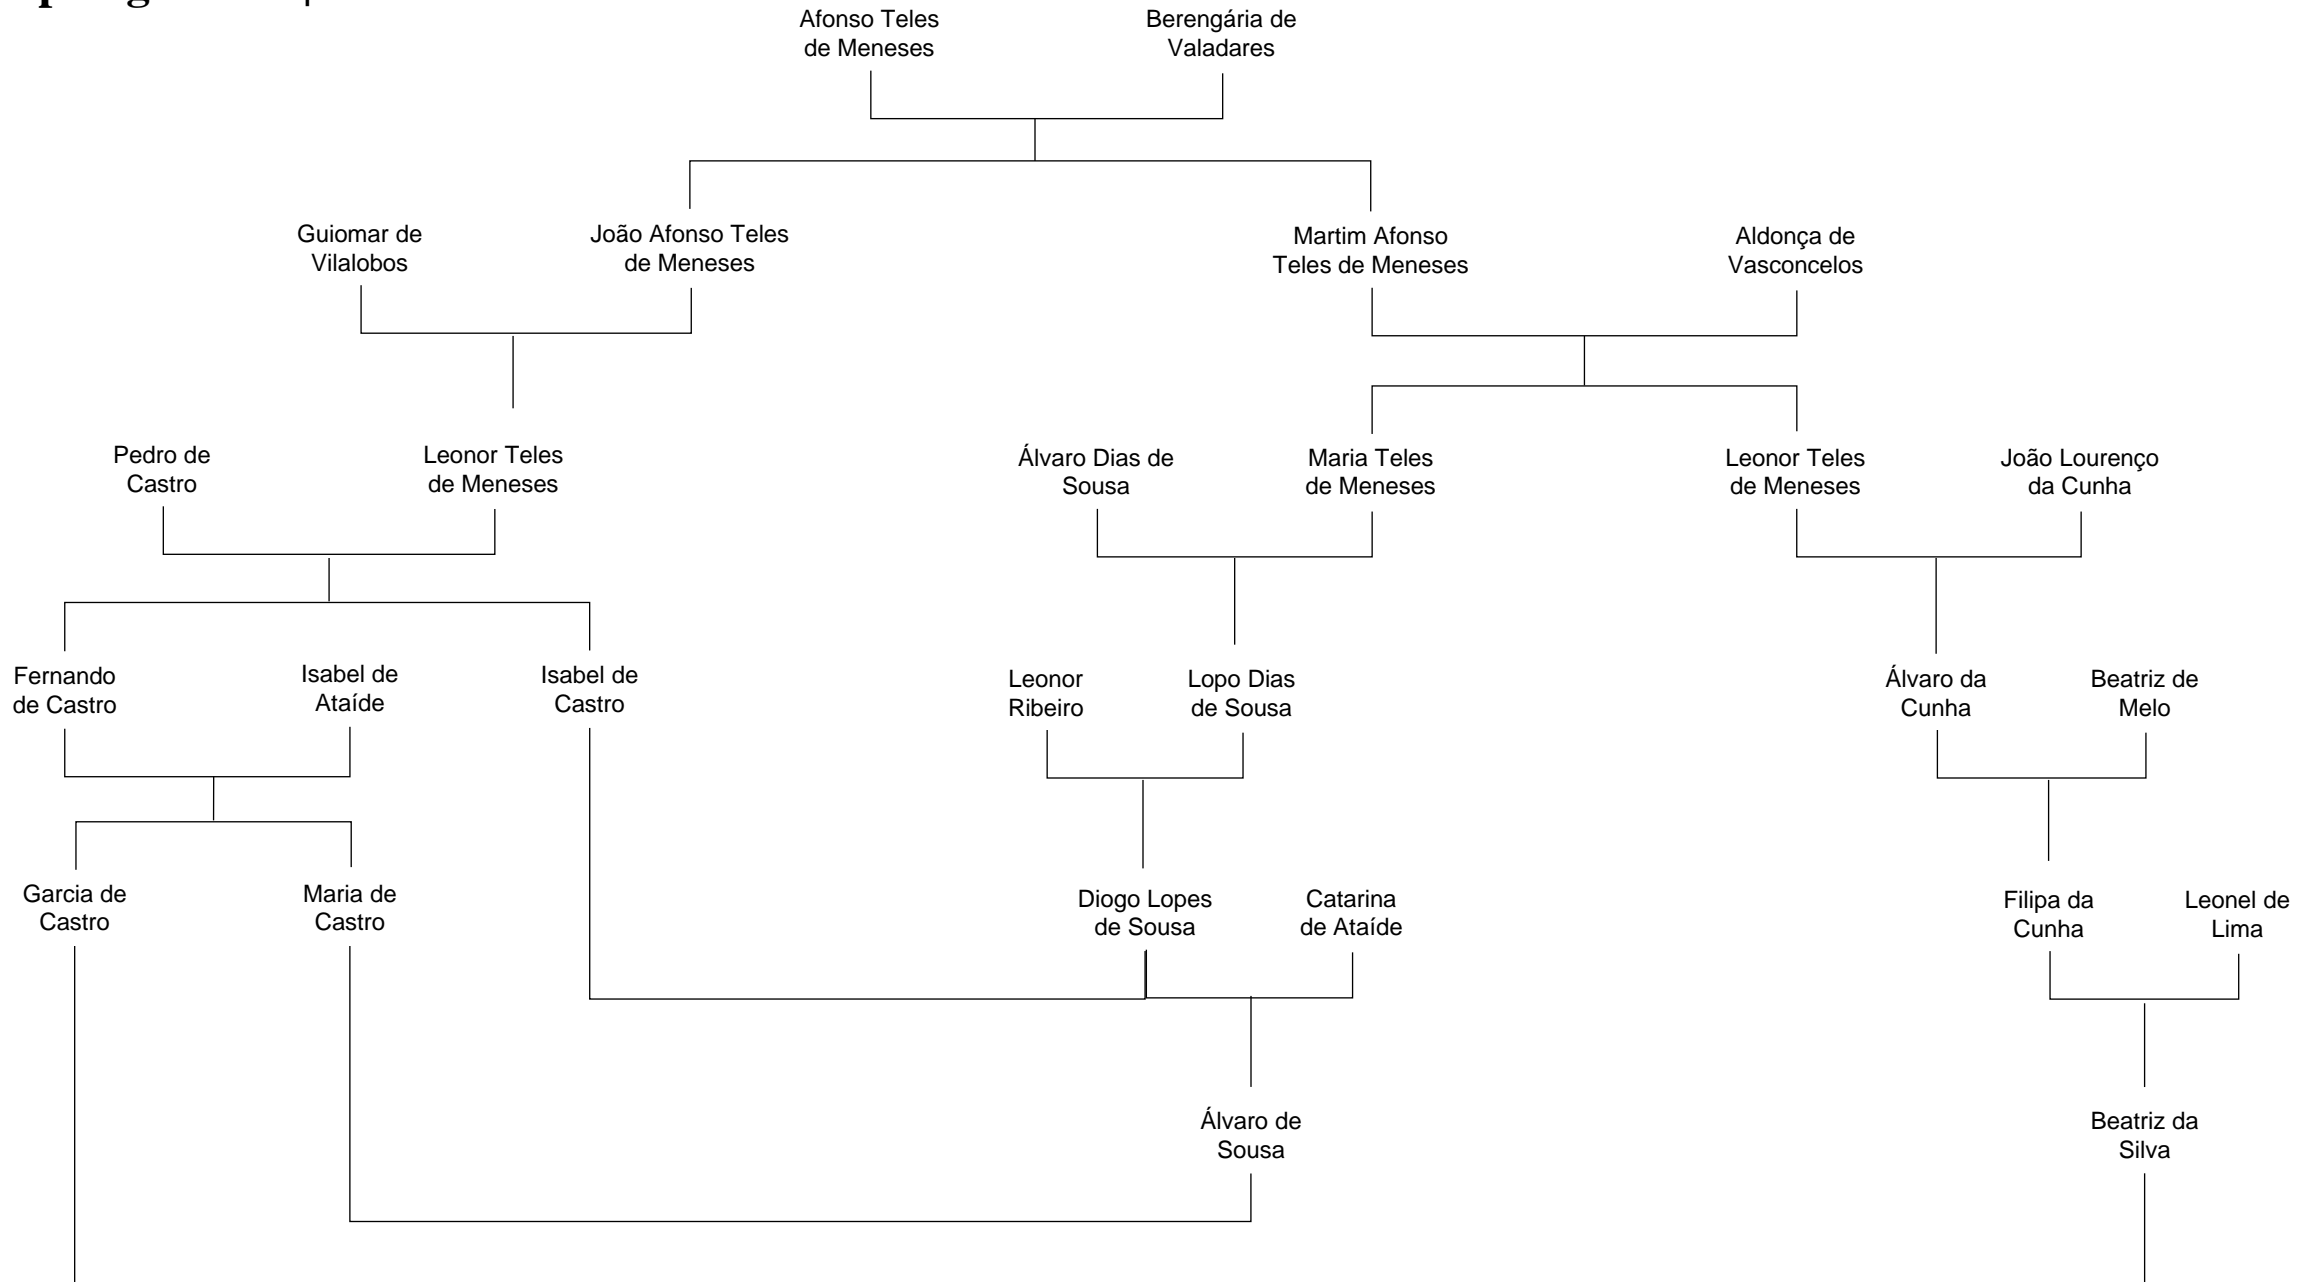 Afonso Teles
de Meneses
Berengária de
Valadares
Guiomar de
Vilalobos
João Afonso Teles
de Meneses
Martim Afonso
Teles de Meneses
Aldonça de
Vasconcelos
Pedro de
Castro
Leonor Teles
de Meneses
Álvaro Dias de
Sousa
Maria Teles
de Meneses
Leonor Teles
de Meneses
João Lourenço
da Cunha
Fernando
de Castro
Isabel de
Ataíde
Isabel de
Castro
Leonor
Ribeiro
Lopo Dias
de Sousa
Álvaro da
Cunha
Beatriz de
Melo
Garcia de
Castro
Maria de
Castro
Diogo Lopes
de Sousa
Catarina
de Ataíde
Filipa da
Cunha
Leonel de
Lima
Álvaro de
Sousa
Beatriz da
Silva